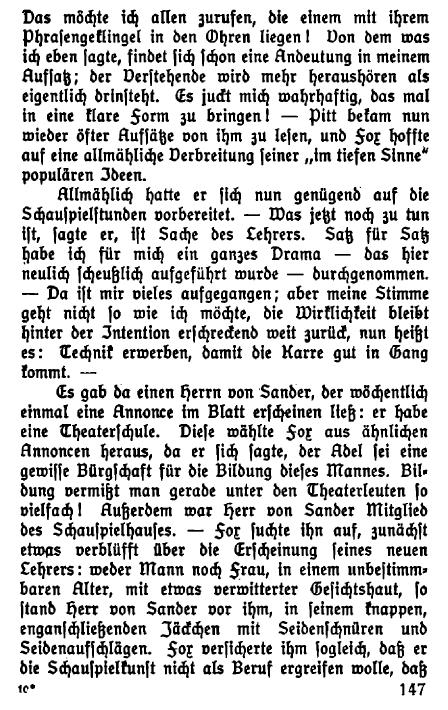 Das möchte ich allen zurufen, die einem mit ihrem
Phrasengeklingel in den Ohren liegen! Von dem was
ich eben sagte, findet sich schon eine Andeutung in meinem
Aufsatz; der Verstehende wird mehr heraushören als
eigentlich drinsteht. Es juckt mich wahrhaftig, das mal
in eine klare Form zu bringen! — Pitt bekam nun
wieder öfter Aufsätze von ihm zu lesen, und Fox hoffte
auf eine allmähliche Verbreitung seiner „im tiefen Sinne“
populären Ideen.
Allmählich hatte er sich nun genügend auf die
Schauspielstunden vorbereitet. — Was jetzt noch zu tun
ist, sagte er, ist Sache des Lehrers. Satz für Satz
habe ich für mich ein ganzes Drama — das hier
neulich scheußlich aufgeführt wurde — durchgenommen.
— Da ist mir vieles aufgegangen; aber meine Stimme
geht nicht so wie ich möchte, die Wirklichkeit bleibt
hinter der Intention erschreckend weit zurück, nun heißt
es: Technik erwerben, damit die Karre gut in Gang
kommt. —
Es gab da einen Herrn von Sander, der wöchentlich
einmal eine Annonce im Blatt erscheinen ließ: er habe
eine Theaterschule. Diese wählte Fox aus ähnlichen
Annoncen heraus, da er sich sagte, der Adel sei eine
gewisse Bürgschaft für die Bildung dieses Mannes. Bil-
dung vermißt man gerade unter den Theaterleuten so
vielfach! Außerdem war Herr von Sander Mitglied
des Schauspielhauses. — Fox suchte ihn auf, zunächst
etwas verblüfft über die Erscheinung seines neuen
Lehrers: weder Mann noch Frau, in einem unbestimm-
baren Alter, mit etwas verwitterter Gesichtshaut, so
stand Herr von Sander vor ihm, in seinem knappen,
enganschließenden Jäckchen mit Seidenschnüren und
Seidenaufschlägen. Fox versicherte ihm sogleich, daß er
die Schauspielkunst nicht als Beruf ergreifen wolle, daß
10* 147